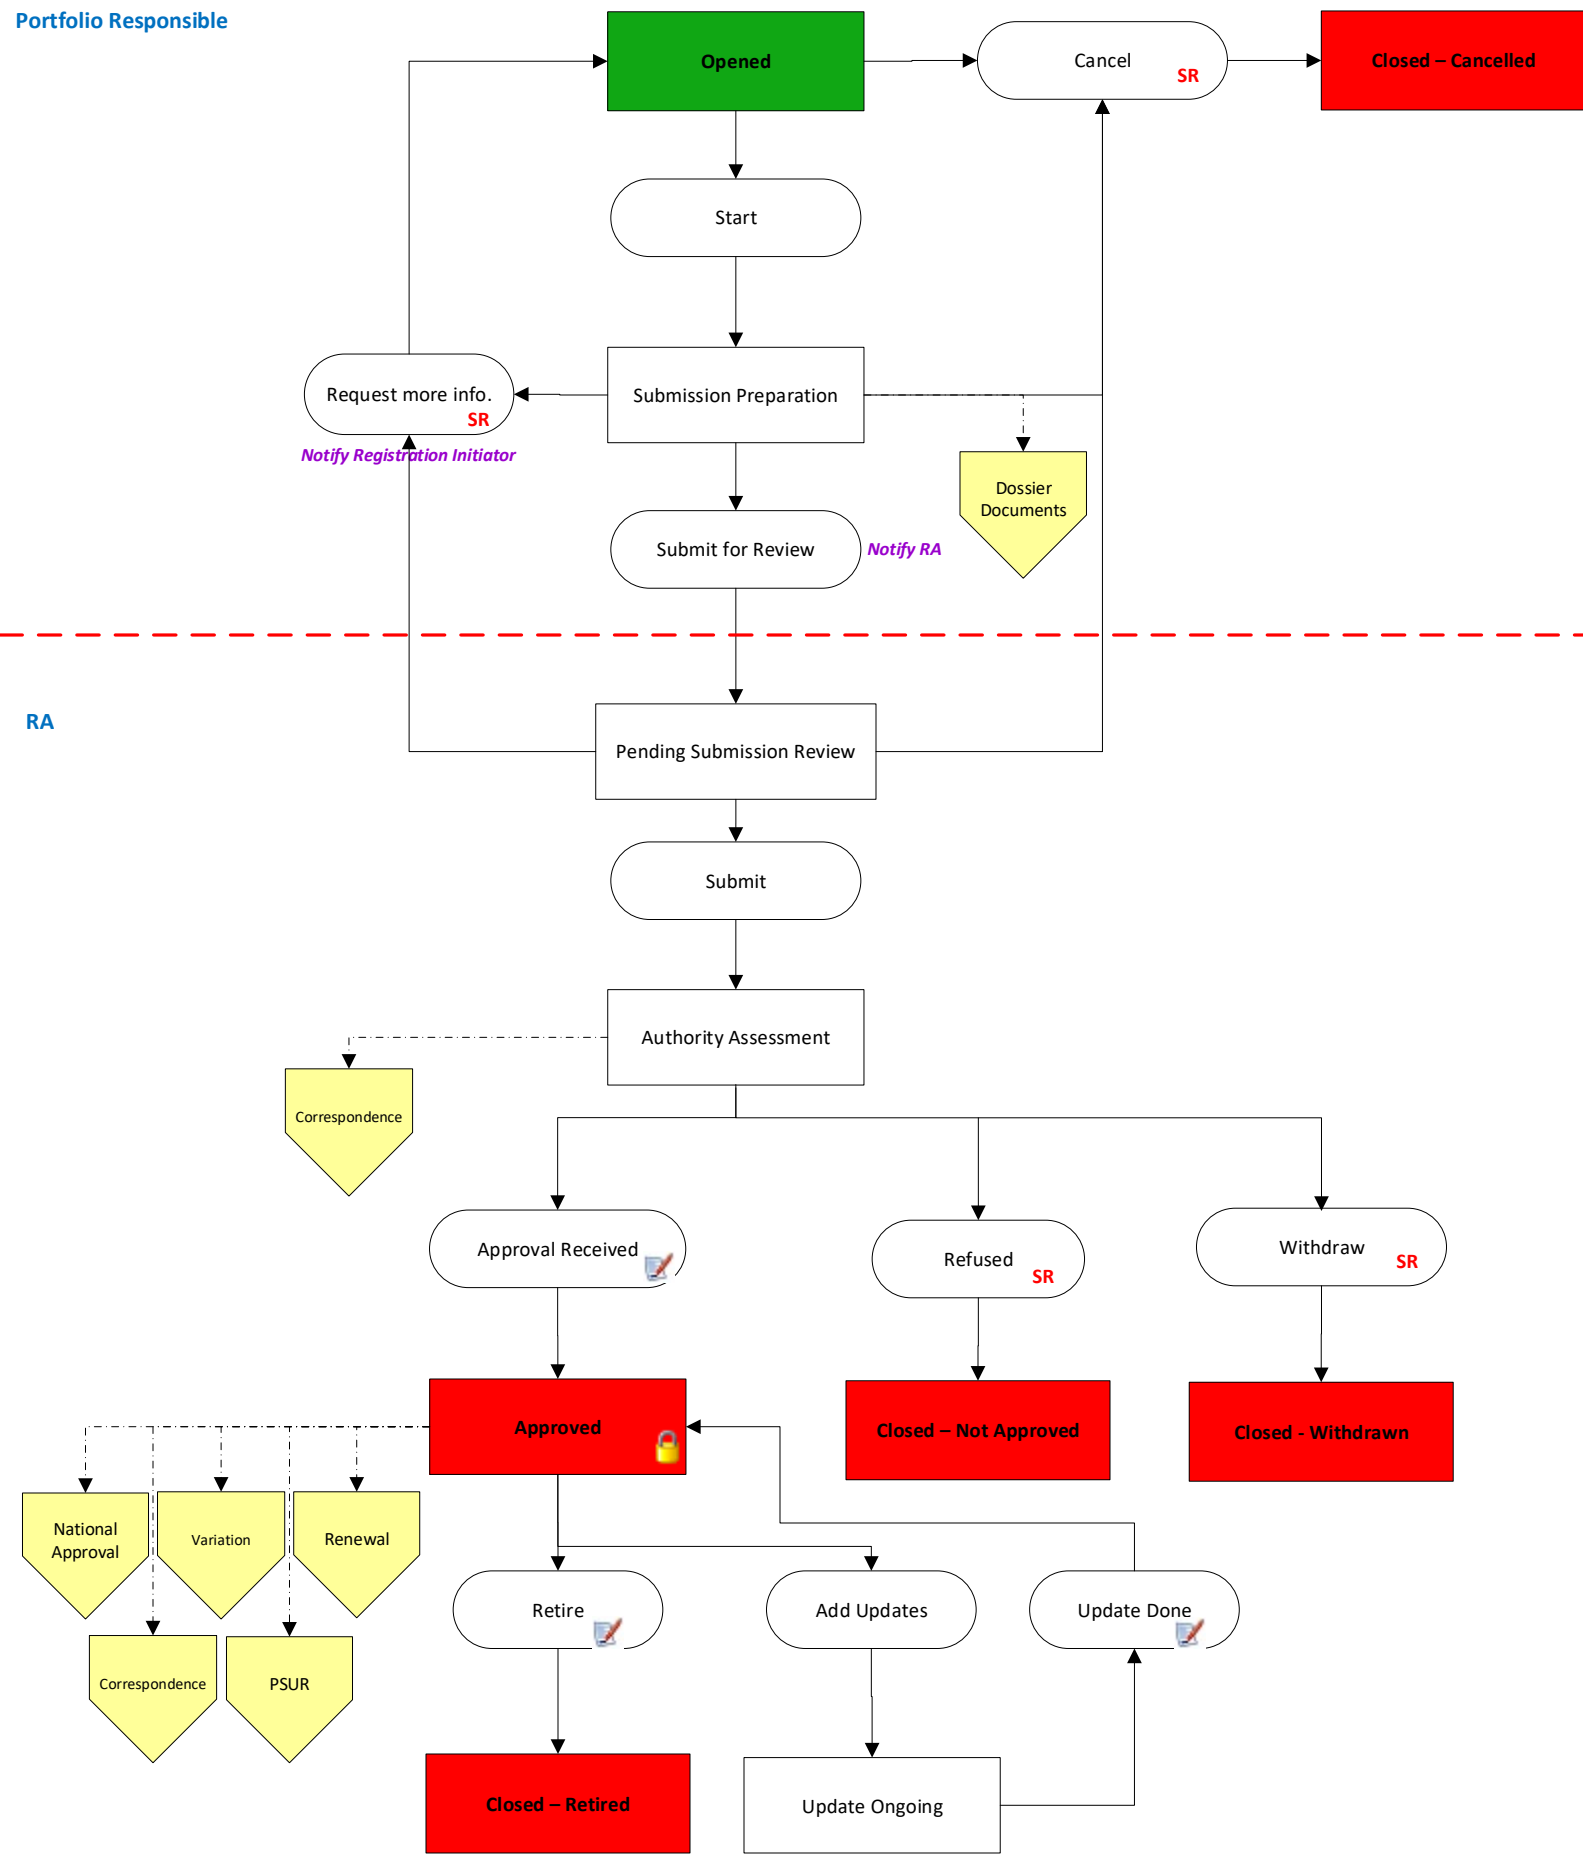 Portfolio Responsible
Opened
Cancel
SR
Closed – Cancelled
Start
Request more info.
SR
Notify Registration Initiator
Submission Preparation
Dossier
Documents
Submit for Review
Notify RA
RA
Pending Submission Review
Submit
Authority Assessment
Correspondence
Approval Received
Refused
SR
Withdraw
SR
Approved
Closed – Not Approved
Closed - Withdrawn
National
Approval
Variation
Renewal
Correspondence
PSUR
Retire
Add Updates
Update Done
Closed – Retired
Update Ongoing